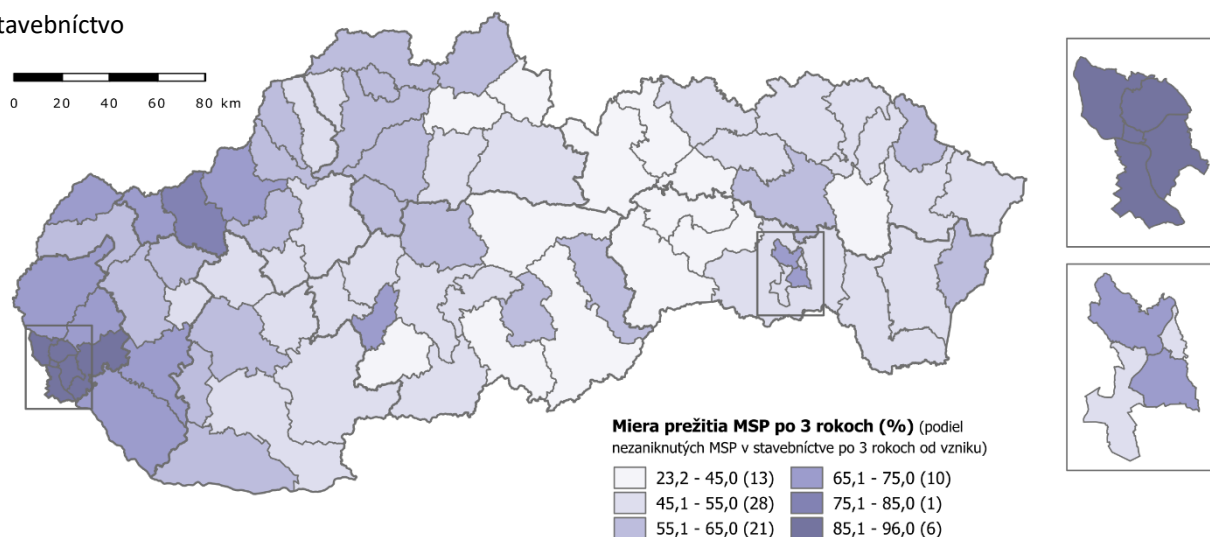 tavebníctvo
0 20 40 60 80 km
Miera prežitia MSP po 3 rokoch (%) (podiel
nezaniknutých MSP v stavebníctve po 3 rokoch od vzniku)
23,2 - 45,0 (13)
45,1 - 55,0 (28)
55,1 - 65,0 (21)
65,1 - 75,0 (10)
75,1 - 85,0 (1)
85,1 - 96,0 (6)